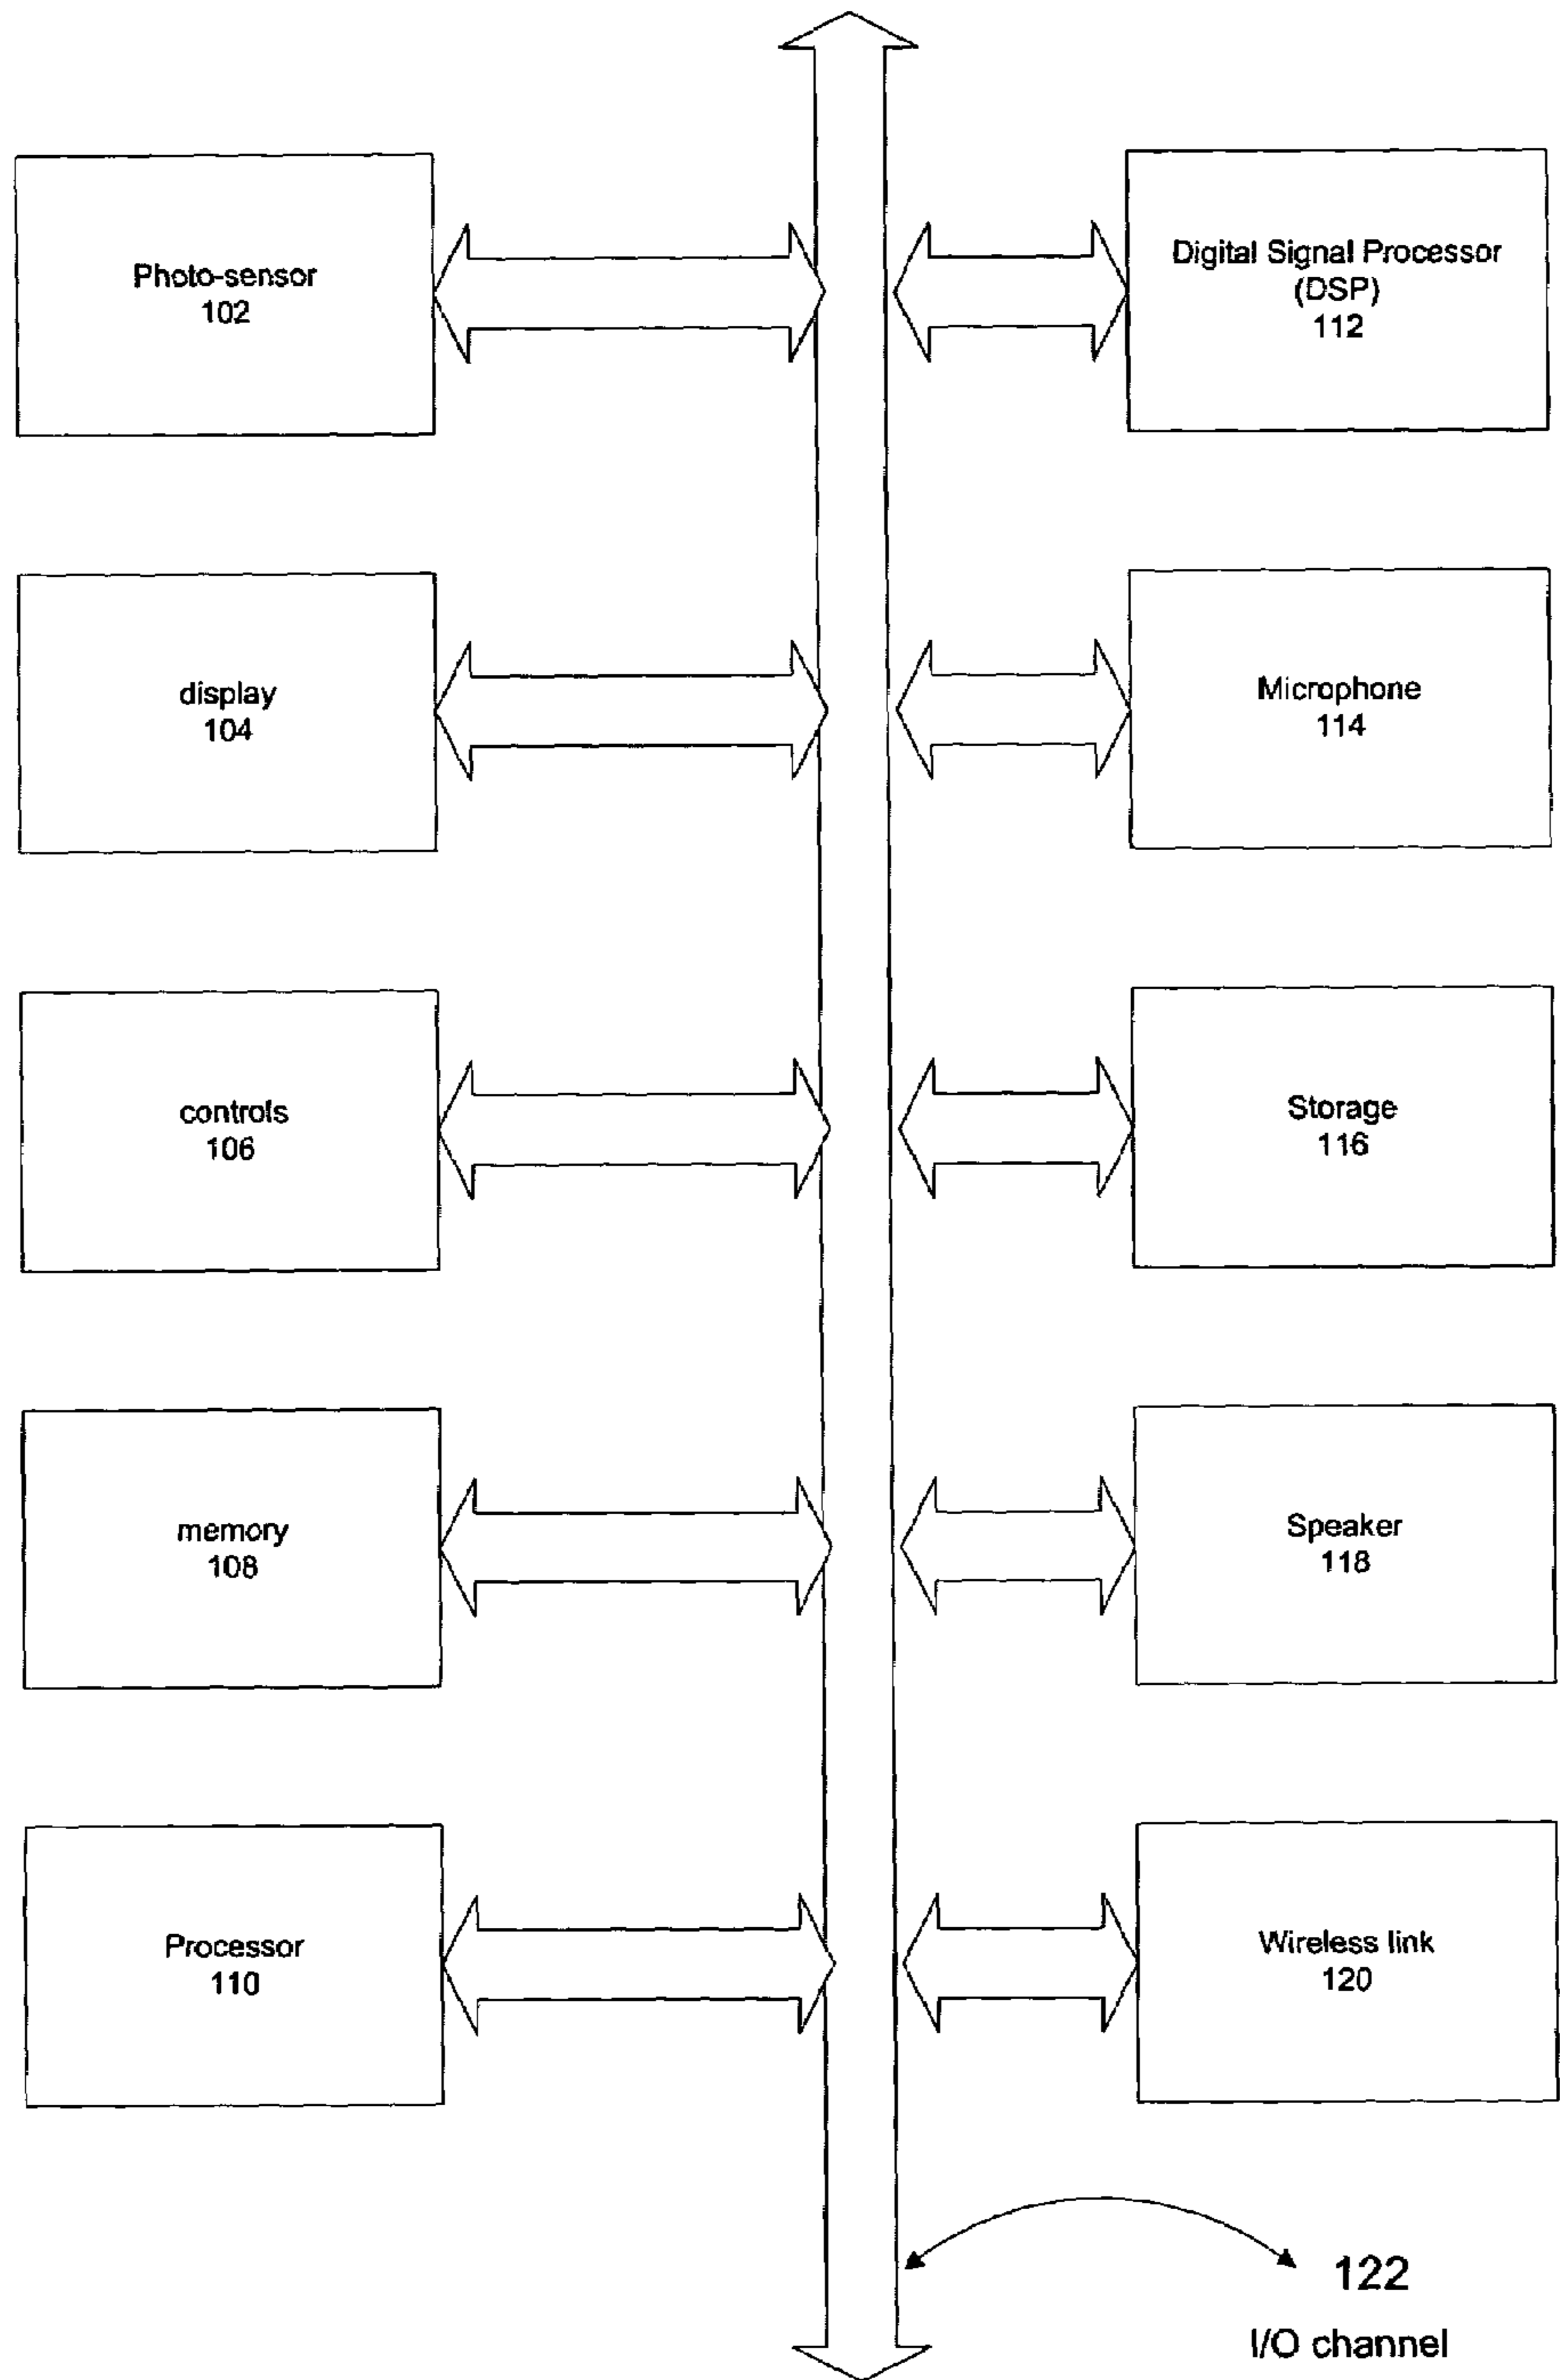 Photo-sensor
102
Digital Signal Processor
(DSP)
112
display
104
Microphone
114
controls
106
Storage
116
memory
108
Speaker
118
Processor
110
Wireless link
120
122
I/O channel